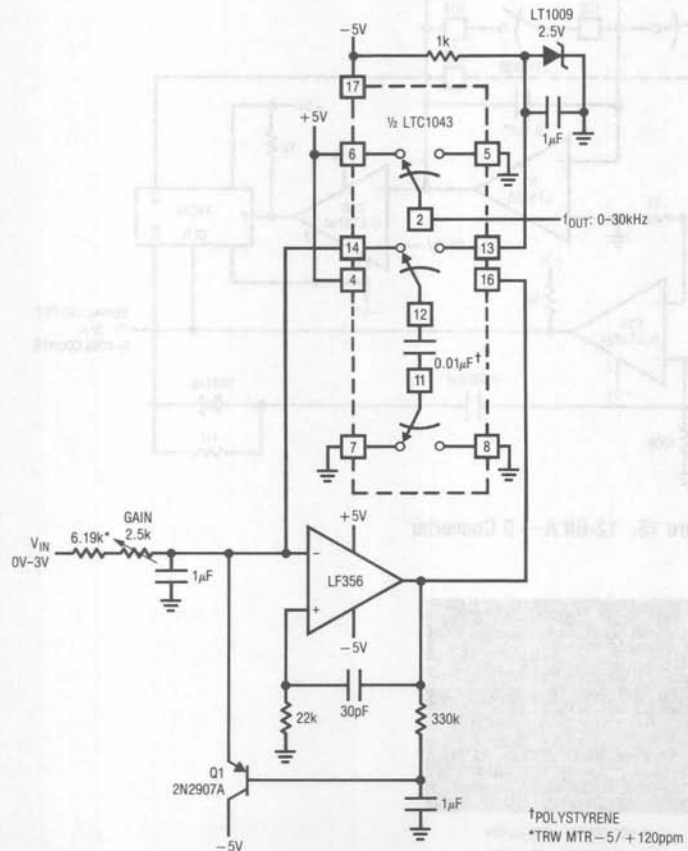 LT1009
2.5V
−5V
1k
17
½ LTC1043
1µF
+5V
6
5
2
fOUT: 0–30kHz
14
13
4
16
12
0.01µF†
11
7
8
GAIN
2.5k
6.19k*
VIN
0V–3V
1µF
+5V
−
LF356
+
−5V
30pF
22k
330k
Q1
2N2907A
−5V
1µF
†POLYSTYRENE
*TRW MTR−5/+120ppm